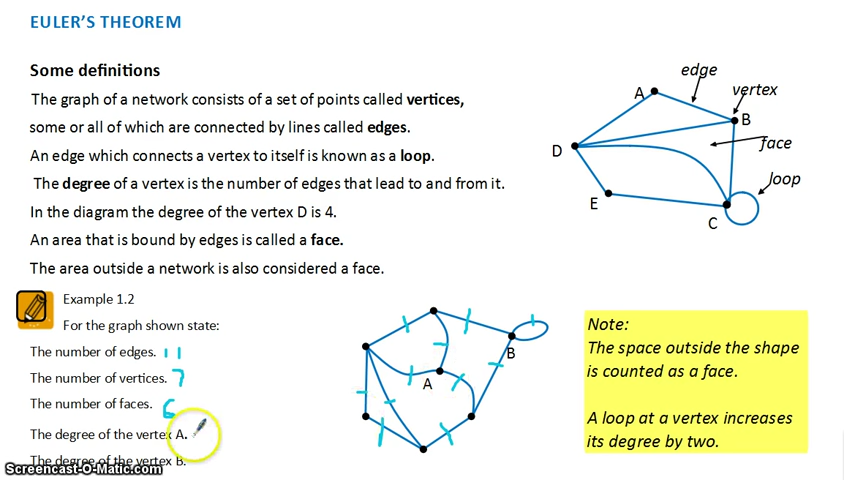 EULER'S THEOREM
Some definitions
The graph of a network consists of a set of points called vertices,
some or all of which are connected by lines called edges.
An edge which connects a vertex to itself is known as a loop.
The degree of a vertex is the number of edges that lead to and from it.
In the diagram the degree of the vertex D is 4.
An area that is bound by edges is called a face.
The area outside a network is also considered a face.
edge
A
vertex
B
face
D
loop
E
C
Example 1.2
For the graph shown state:
The number of edges. 11
The number of vertices. 7
The number of faces. 6
The degree of the vertex A.
The degree of the vertex B.
B
A
Note:
The space outside the shape
is counted as a face.
A loop at a vertex increases
its degree by two.
Screencast-O-Matic.com